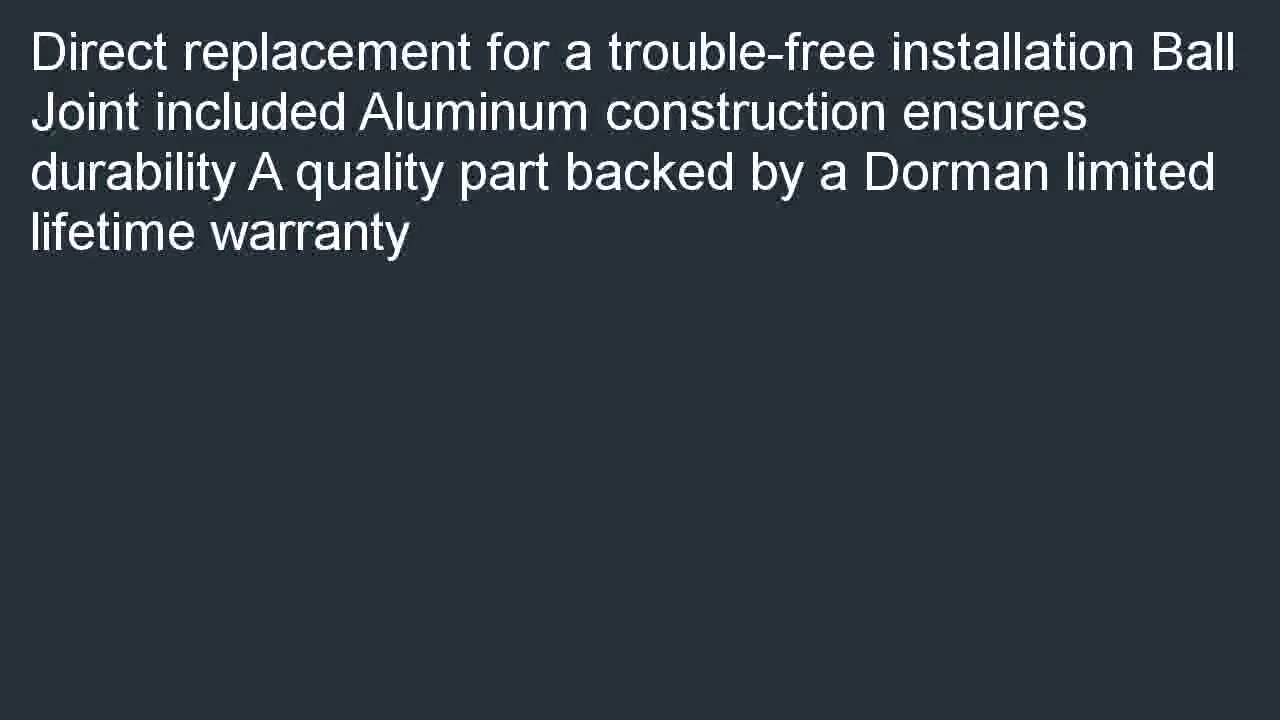 Direct replacement for a trouble-free installation Ball
Joint included Aluminum construction ensures
durability A quality part backed by a Dorman limited
lifetime warranty